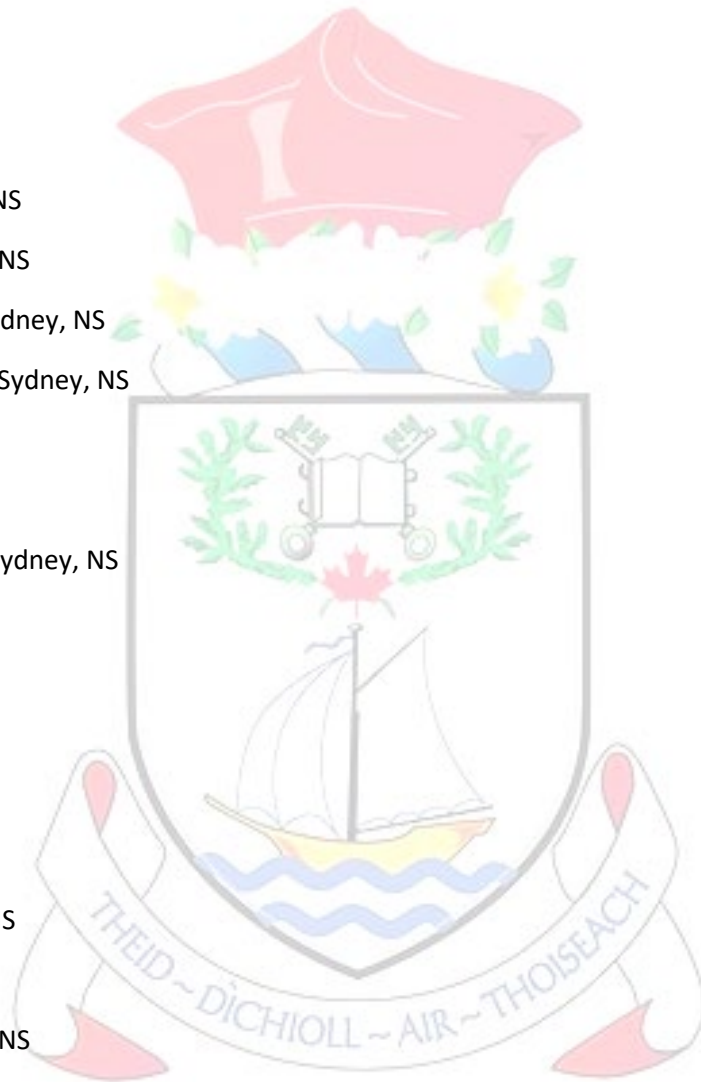 NS
NS
dney, NS
Sydney, NS
ydney, NS
S
THEID ~ DÌCHIOLL ~ AIR ~ THOISEACH
NS